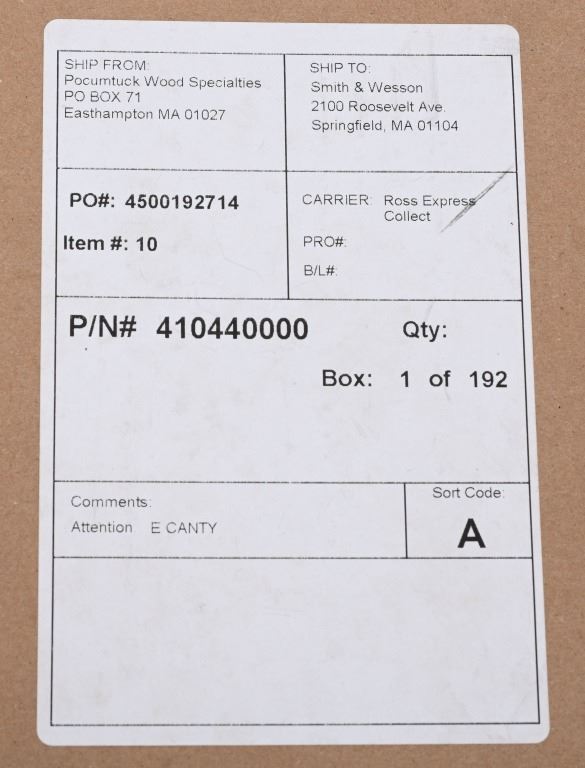 SHIP FROM:
Pocumtuck Wood Specialties
PO BOX 71
Easthampton MA 01027
SHIP TO:
Smith & Wesson
2100 Roosevelt Ave.
Springfield, MA 01104
PO#: 4500192714
Item #: 10
CARRIER: Ross Express
Collect
PRO#:
B/L#:
P/N# 410440000 Qty:
Box: 1 of 192
Comments:
Attention E CANTY
Sort Code:
A